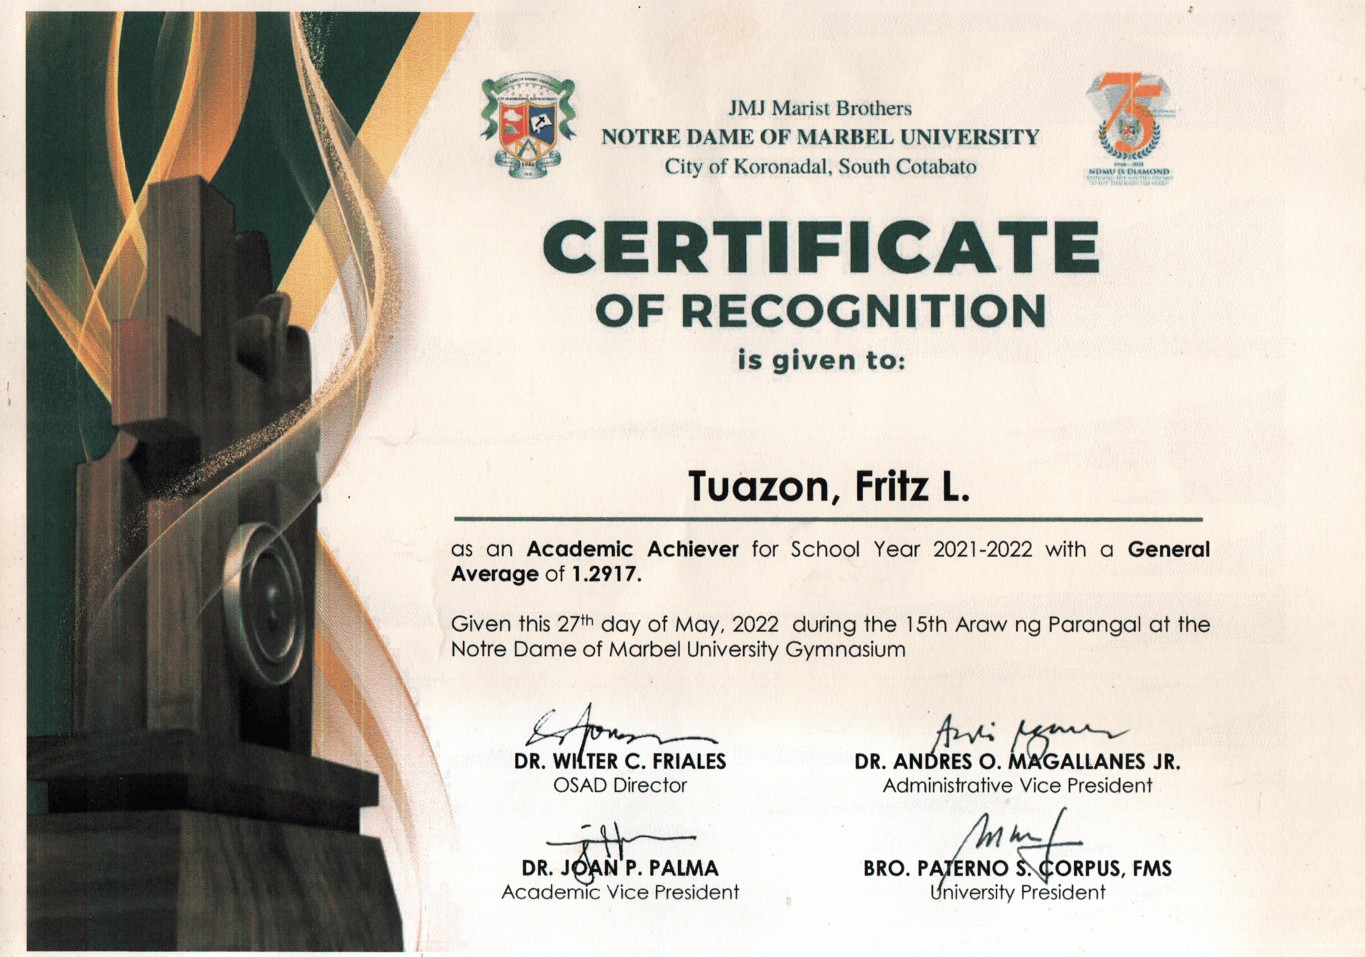 JMJ Marist Brothers
NOTRE DAME OF MARBEL UNIVERSITY
City of Koronadal, South Cotabato
75
NDMU IS DIAMOND
CERTIFICATE
OF RECOGNITION
is given to:
Tuazon, Fritz L.
as an Academic Achiever for School Year 2021-2022 with a General
Average of 1.2917.
Given this 27th day of May, 2022 during the 15th Araw ng Parangal at the
Notre Dame of Marbel University Gymnasium
DR. WILTER C. FRIALES
OSAD Director
DR. ANDRES O. MAGALLANES JR.
Administrative Vice President
DR. JOAN P. PALMA
Academic Vice President
BRO. PATERNO S. CORPUS, FMS
University President